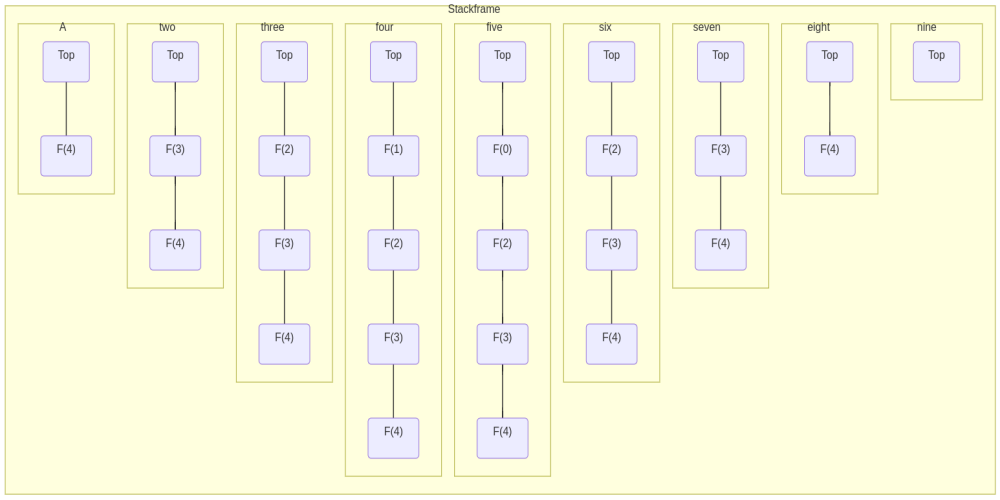 Stackframe
A
two
three
four
five
six
seven
eight
nine
Top
Top
Top
Top
Top
Top
Top
Top
Top
F(4)
F(3)
F(2)
F(1)
F(0)
F(2)
F(3)
F(4)
F(4)
F(3)
F(2)
F(2)
F(3)
F(4)
F(4)
F(3)
F(3)
F(4)
F(4)
F(4)